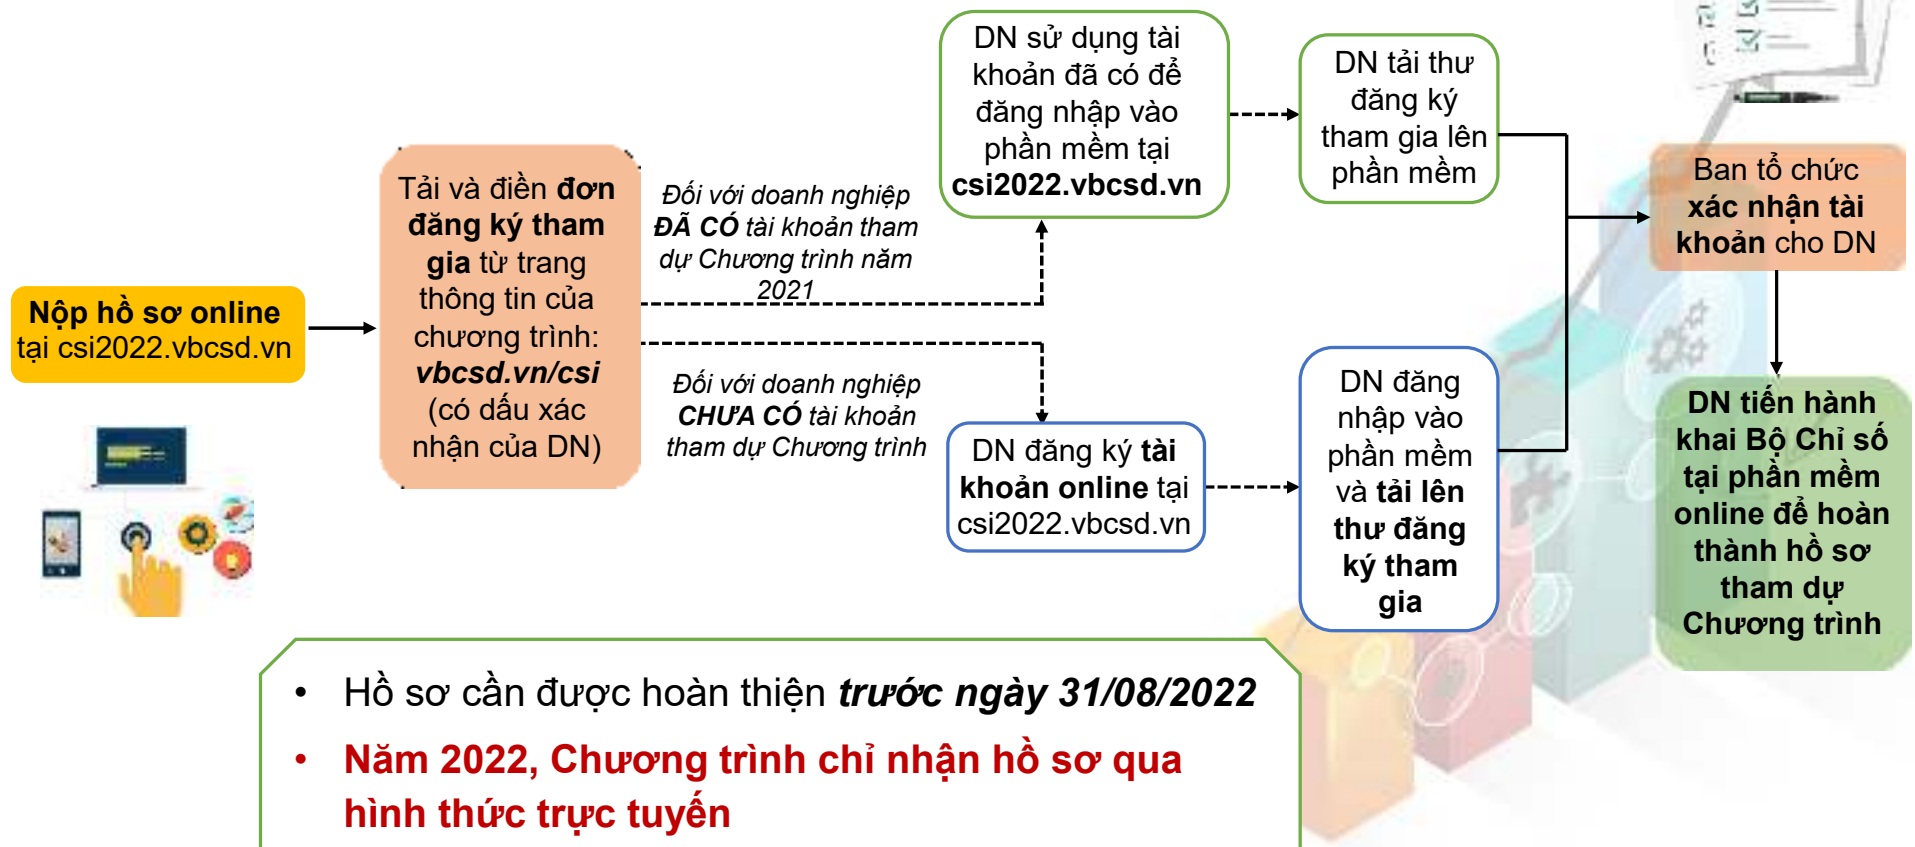 Nộp hồ sơ online
tại csi2022.vbcsd.vn
Tải và điền đơn
đăng ký tham
gia từ trang
thông tin của
chương trình:
vbcsd.vn/csi
(có dấu xác
nhận của DN)
Đối với doanh nghiệp
ĐÃ CÓ tài khoản tham
dự Chương trình năm
2021
Đối với doanh nghiệp
CHƯA CÓ tài khoản
tham dự Chương trình
DN sử dụng tài
khoản đã có để
đăng nhập vào
phần mềm tại
csi2022.vbcsd.vn
DN tải thư
đăng ký
tham gia lên
phần mềm
DN đăng ký tài
khoản online tại
csi2022.vbcsd.vn
DN đăng
nhập vào
phần mềm
và tải lên
thư đăng
ký tham
gia
Ban tổ chức
xác nhận tài
khoản cho DN
DN tiến hành
khai Bộ Chỉ số
tại phần mềm
online để hoàn
thành hồ sơ
tham dự
Chương trình
• Hồ sơ cần được hoàn thiện trước ngày 31/08/2022
• Năm 2022, Chương trình chỉ nhận hồ sơ qua
hình thức trực tuyến